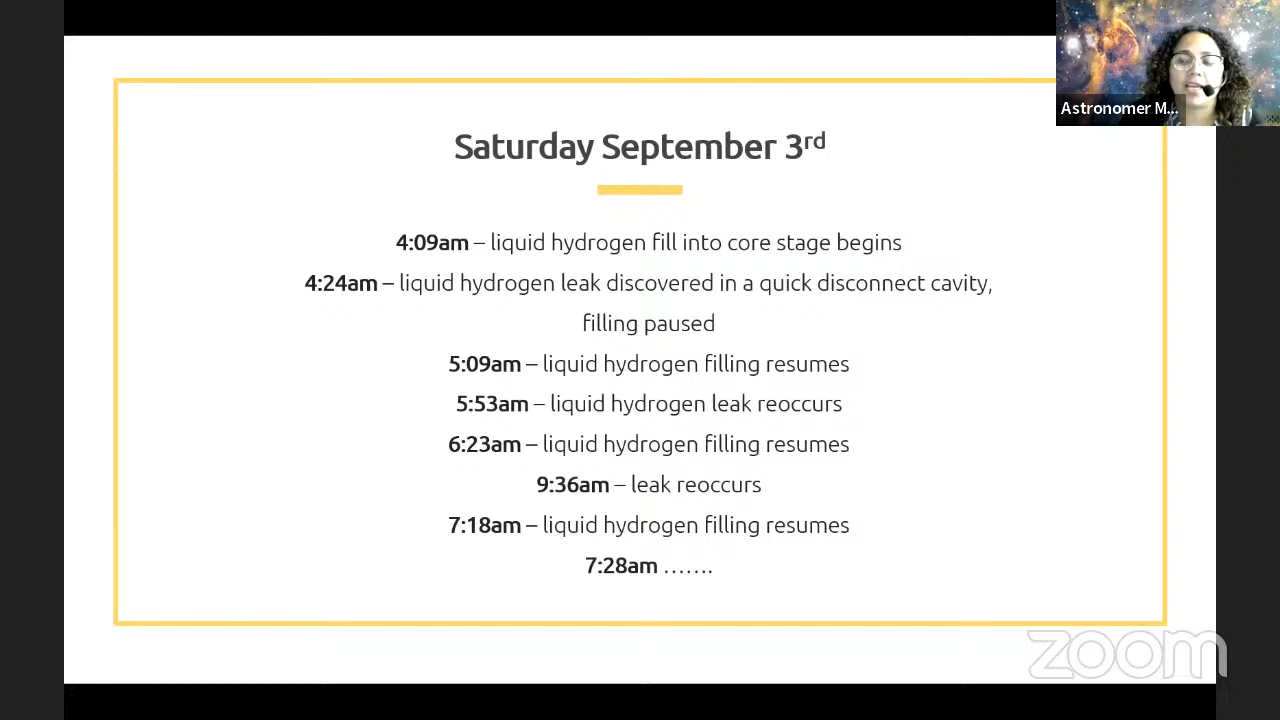 Astronomer M...
Saturday September 3rd
4:09am – liquid hydrogen fill into core stage begins
4:24am – liquid hydrogen leak discovered in a quick disconnect cavity,
filling paused
5:09am – liquid hydrogen filling resumes
5:53am – liquid hydrogen leak reoccurs
6:23am – liquid hydrogen filling resumes
9:36am – leak reoccurs
7:18am – liquid hydrogen filling resumes
7:28am …….
zoom